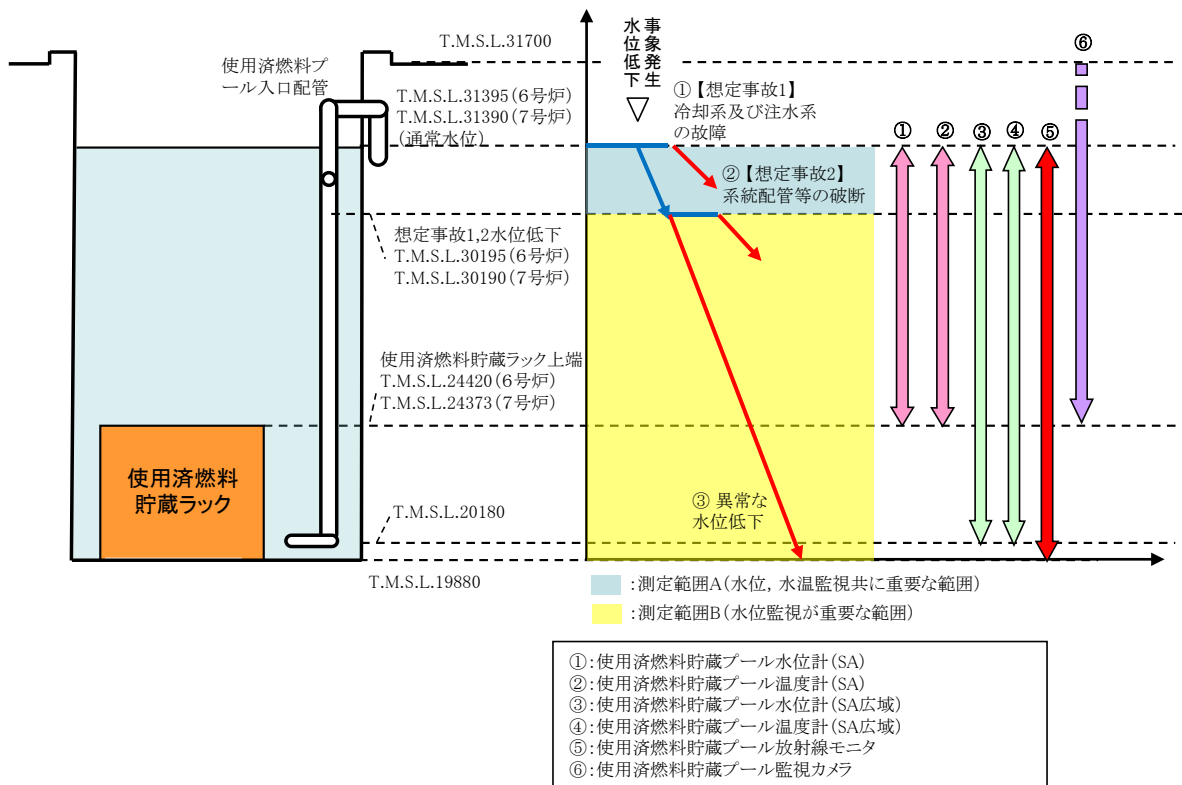 T.M.S.L.31700
使用済燃料プ
ール入口配管
T.M.S.L.31395(6号炉)
T.M.S.L.31390(7号炉)
(通常水位)
想定事故1,2水位低下
T.M.S.L.30195(6号炉)
T.M.S.L.30190(7号炉)
使用済燃料貯蔵ラック上端
T.M.S.L.24420(6号炉)
T.M.S.L.24373(7号炉)
使用済燃料
貯蔵ラック
T.M.S.L.20180
T.M.S.L.19880
事象発生
水位低下
①【想定事故1】
冷却系及び注水系
の故障
②【想定事故2】
系統配管等の破断
③ 異常な
水位低下
①
②
③
④
⑤
⑥
:測定範囲A(水位, 水温監視共に重要な範囲)
:測定範囲B(水位監視が重要な範囲)
①:使用済燃料貯蔵プール水位計(SA)
②:使用済燃料貯蔵プール温度計(SA)
③:使用済燃料貯蔵プール水位計(SA広域)
④:使用済燃料貯蔵プール温度計(SA広域)
⑤:使用済燃料貯蔵プール放射線モニタ
⑥:使用済燃料貯蔵プール監視カメラ